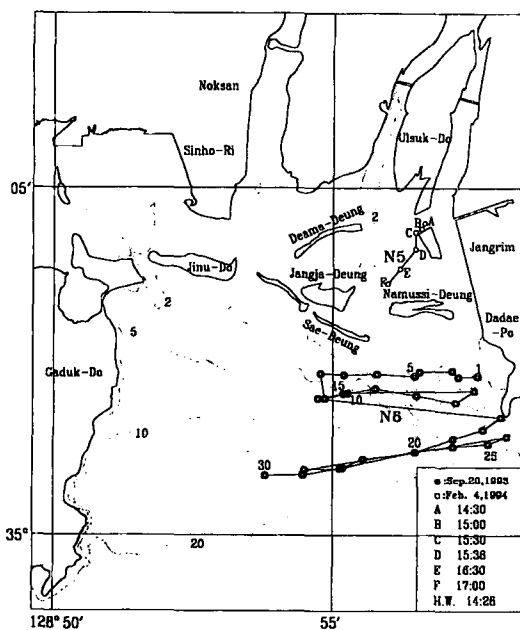 Noksan
Ulsuk-Do
Sinho-Ri
05'
Deama-Deung
2
B
A
C
Jangrim
N5
D
Jinu-Do
Jangja-Deung
E
2
Namussi-Deung
5
Sae-Deung
Dadae
-Po
Gaduk-Do
5
1
15
10
N6
10
20
25
30
●:Sep.20,1993
□:Feb. 4,1994
A 14:30
B 15:00
C 15:30
D 15:36
E 16:30
F 17:00
H.W. 14:26
35°
20
128° 50'
55'